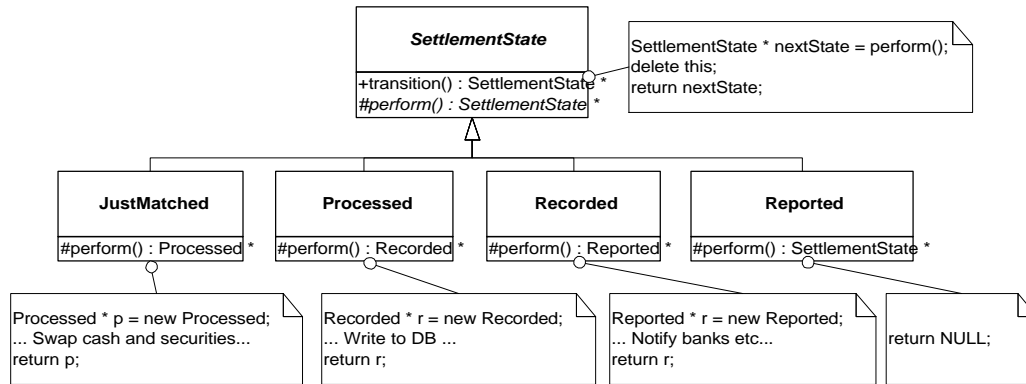 SettlementState
+transition() : SettlementState *
#perform() : SettlementState *
SettlementState * nextState = perform();
delete this;
return nextState;
JustMatched
#perform() : Processed *
Processed
#perform() : Recorded *
Recorded
#perform() : Reported *
Reported
#perform() : SettlementState *
Processed * p = new Processed;
... Swap cash and securities...
return p;
Recorded * r = new Recorded;
... Write to DB ...
return r;
Reported * r = new Reported;
... Notify banks etc...
return r;
return NULL;